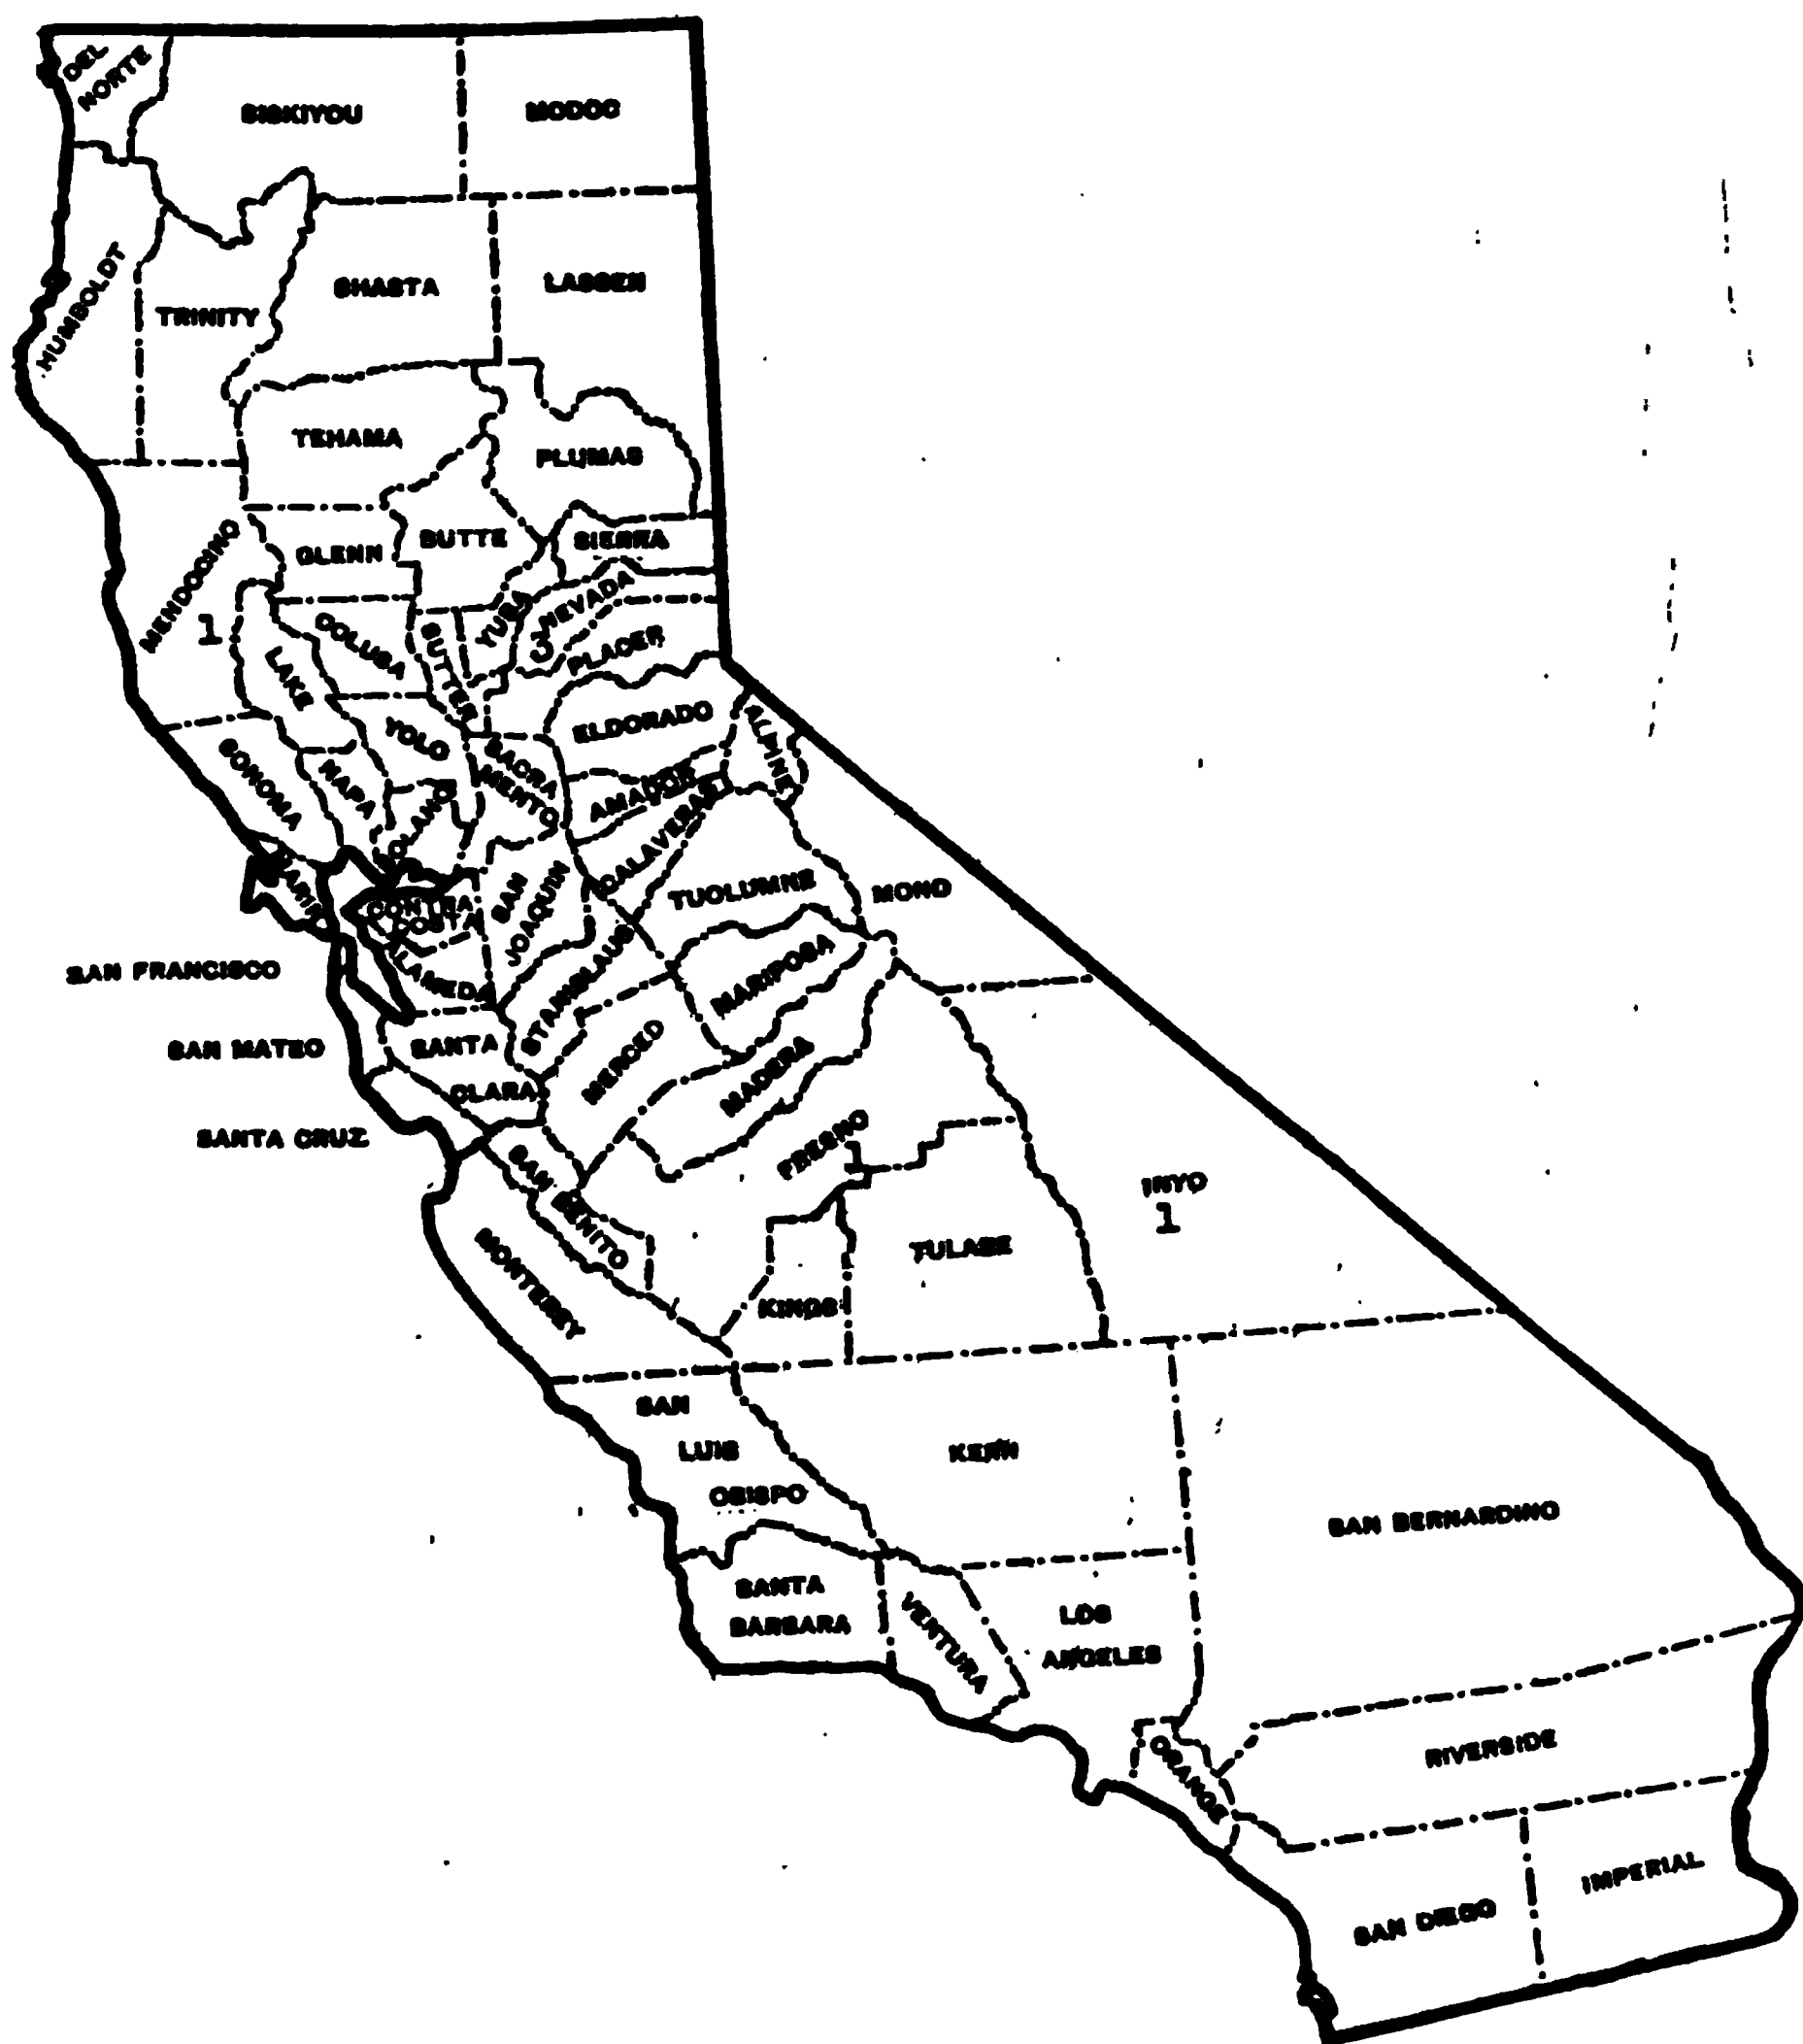 DEL
NORTE
SISKIYOU
MODOC
HUMBOLDT
TRINITY
SHASTA
LASSEN
TEHAMA
PLUMAS
MENDOCINO
1
GLENN
BUTTE
SIERRA
LAKE
COLUSA
SUTTER
YUBA
NEVADA
3
PLACER
SONOMA
NAPA
YOLO
SOLANO
SACRA
MENTO
ELDORADO
AMADOR
ALPINE
CALAVERAS
MARIN
CONTRA
COSTA
SAN
JOAQUIN
TUOLUMNE
MONO
SAN FRANCISCO
ALAMEDA
STANISLAUS
MARIPOSA
SAN MATEO
SANTA
CLARA
MERCED
MADERA
SANTA CRUZ
SAN BENITO
FRESNO
1
INYO
1
MONTEREY
KINGS
TULARE
SAN
LUIS
OBISPO
KERN
SAN BERNARDINO
SANTA
BARBARA
VENTURA
LOS
ANGELES
ORANGE
RIVERSIDE
SAN DIEGO
IMPERIAL